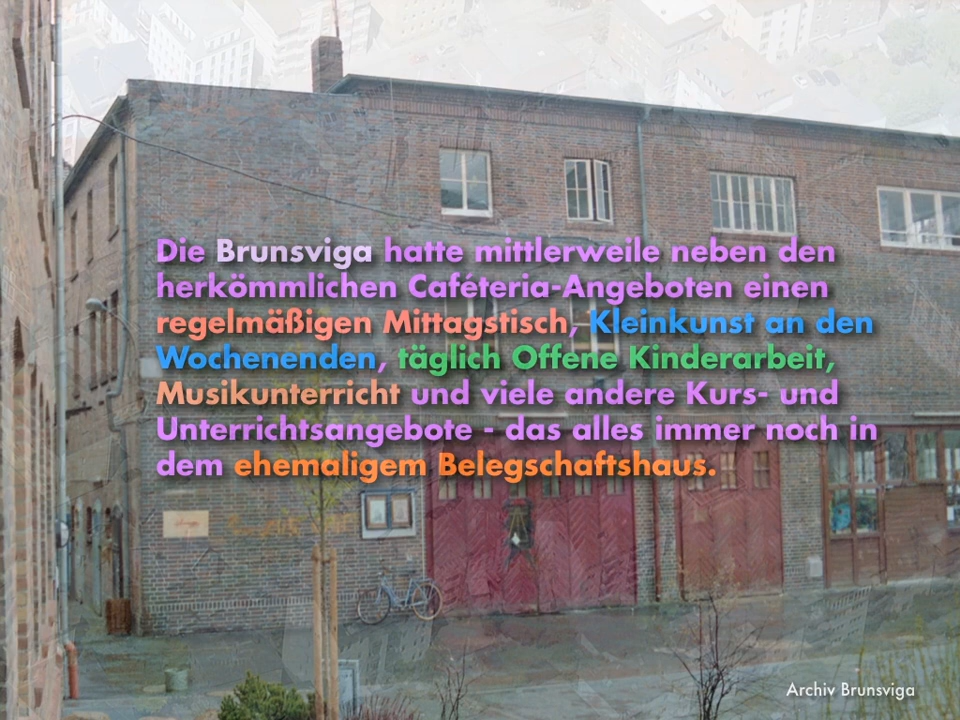 Die Brunsviga hatte mittlerweile neben den
herkömmlichen Caféteria-Angeboten einen
regelmäßigen Mittagstisch, Kleinkunst an den
Wochenenden, täglich Offene Kinderarbeit,
Musikunterricht und viele andere Kurs- und
Unterrichtsangebote - das alles immer noch in
dem ehemaligem Belegschaftshaus.
Archiv Brunsviga